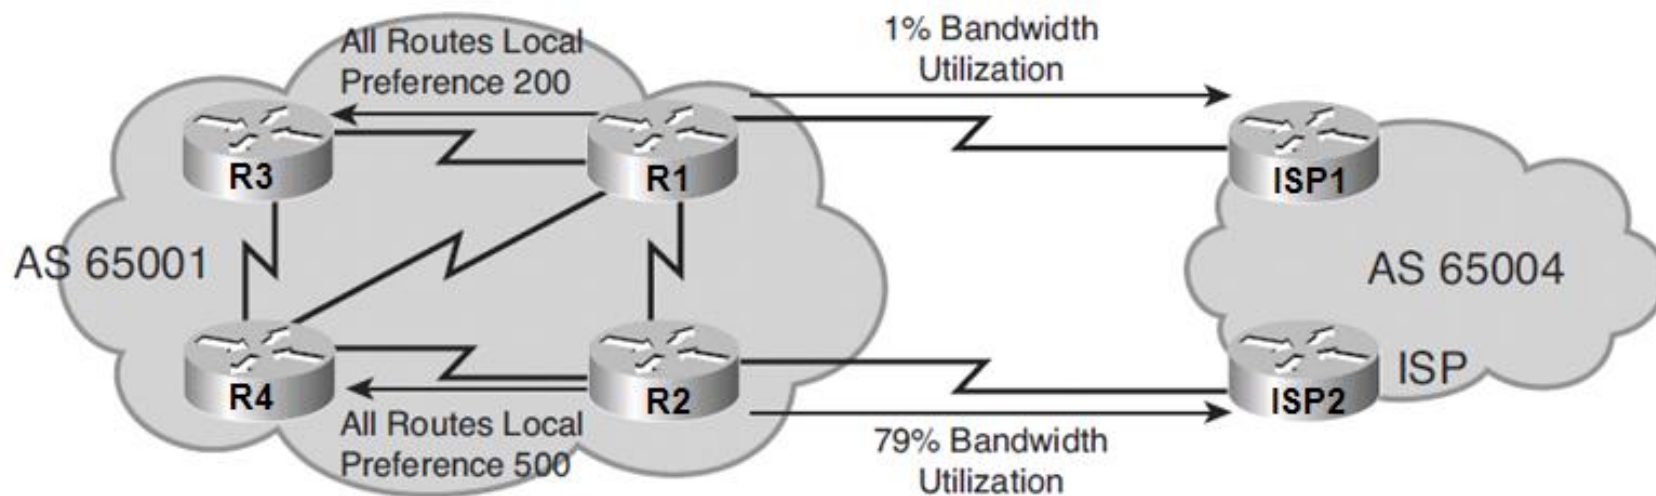 All Routes Local
Preference 200
1% Bandwidth
Utilization
R3
R1
ISP1
AS 65001
AS 65004
R4
R2
ISP2
ISP
All Routes Local
Preference 500
79% Bandwidth
Utilization